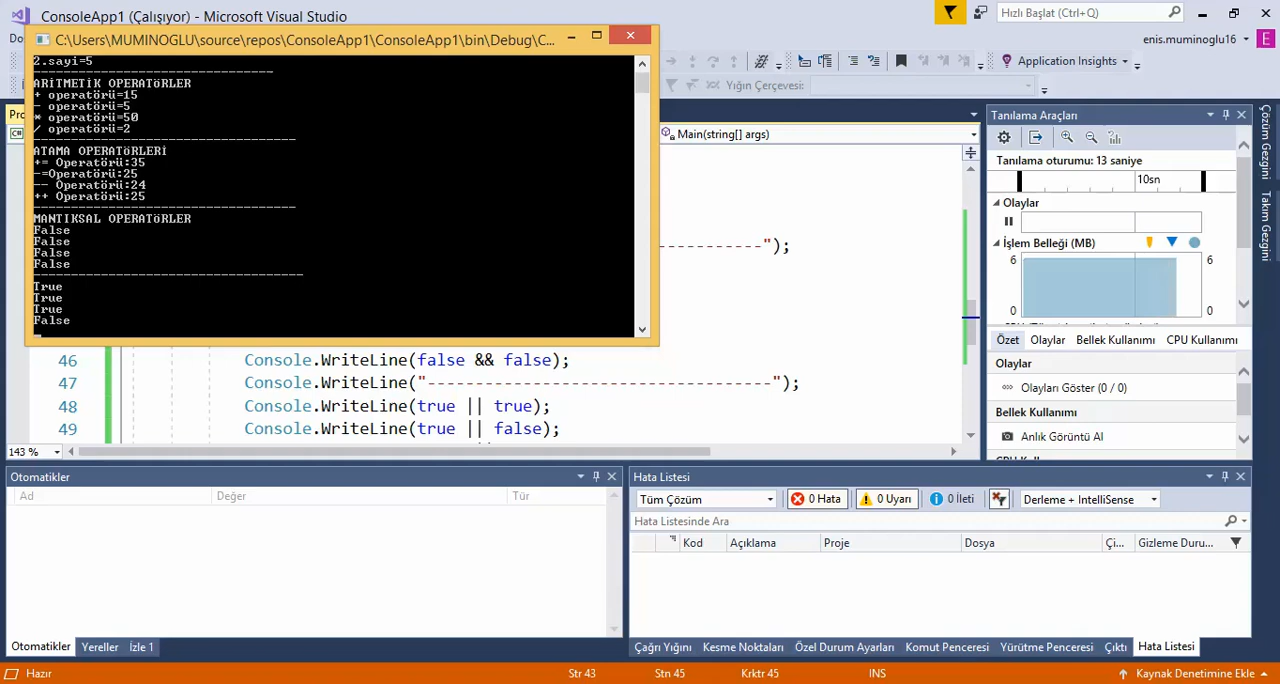 ConsoleApp1 (Çalışıyor) - Microsoft Visual Studio
Hızlı Başlat (Ctrl+Q)
C:\Users\MUMINOGLU\source\repos\ConsoleApp1\ConsoleApp1\bin\Debug\C...
enis.muminoglu16
E
Application Insights
Yığın Çerçevesi:
2.sayi=5
--------------------------------
ARİTMETİK OPERATÖRLER
+ operatörü=15
- operatörü=5
* operatörü=50
/ operatörü=2
-----------------------------------
ATAMA OPERATÖRLERİ
+= Operatörü:35
-=Operatörü:25
-- Operatörü:24
++ Operatörü:25
-----------------------------------
MANTIKSAL OPERATÖRLER
False
False
False
False
------------------------------------
True
True
True
False
Main(string[] args)
-----------");
46 Console.WriteLine(false && false);
47 Console.WriteLine("------------------------------------");
48 Console.WriteLine(true || true);
49 Console.WriteLine(true || false);
143 %
Tanılama Araçları
Tanılama oturumu: 13 saniye
10sn
Olaylar
İşlem Belleği (MB)
6 6
0 0
Özet Olaylar Bellek Kullanımı CPU Kullanımı
Olaylar
Olayları Göster (0 / 0)
Bellek Kullanımı
Anlık Görüntü Al
Çözüm Gezgini
Takım Gezgini
Otomatikler
Ad Değer Tür
Otomatikler Yereller İzle 1
Hata Listesi
Tüm Çözüm 0 Hata 0 Uyarı 0 İleti Derleme + IntelliSense
Hata Listesinde Ara
Kod Açıklama Proje Dosya Çi... Gizleme Duru...
Çağrı Yığını Kesme Noktaları Özel Durum Ayarları Komut Penceresi Yürütme Penceresi Çıktı Hata Listesi
Hazır Str 43 Stn 45 Krktr 45 INS Kaynak Denetimine Ekle